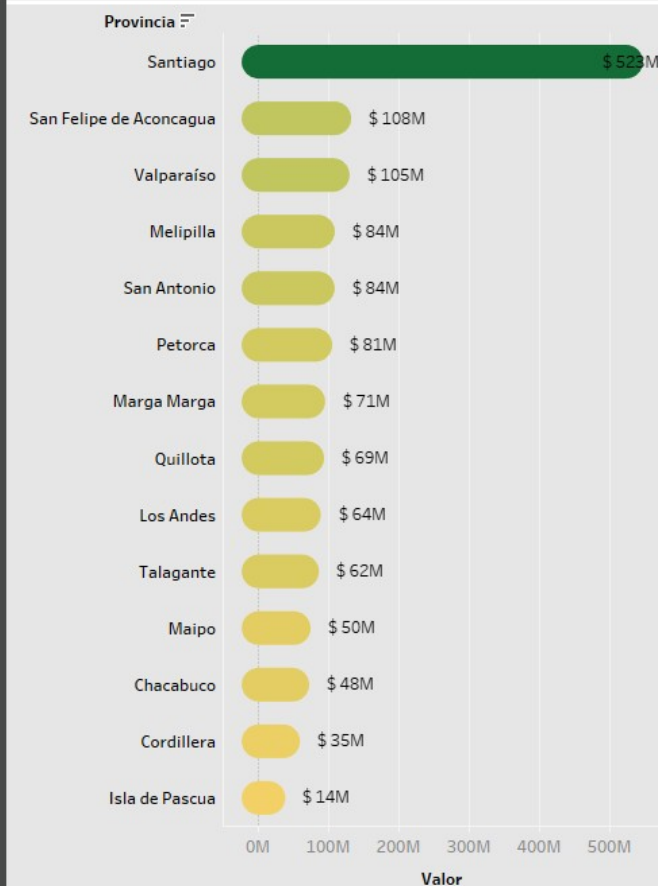 Provincia
Santiago $ 523M
San Felipe de Aconcagua $ 108M
Valparaíso $ 105M
Melipilla $ 84M
San Antonio $ 84M
Petorca $ 81M
Marga Marga $ 71M
Quillota $ 69M
Los Andes $ 64M
Talagante $ 62M
Maipo $ 50M
Chacabuco $ 48M
Cordillera $ 35M
Isla de Pascua $ 14M
0M 100M 200M 300M 400M 500M
Valor